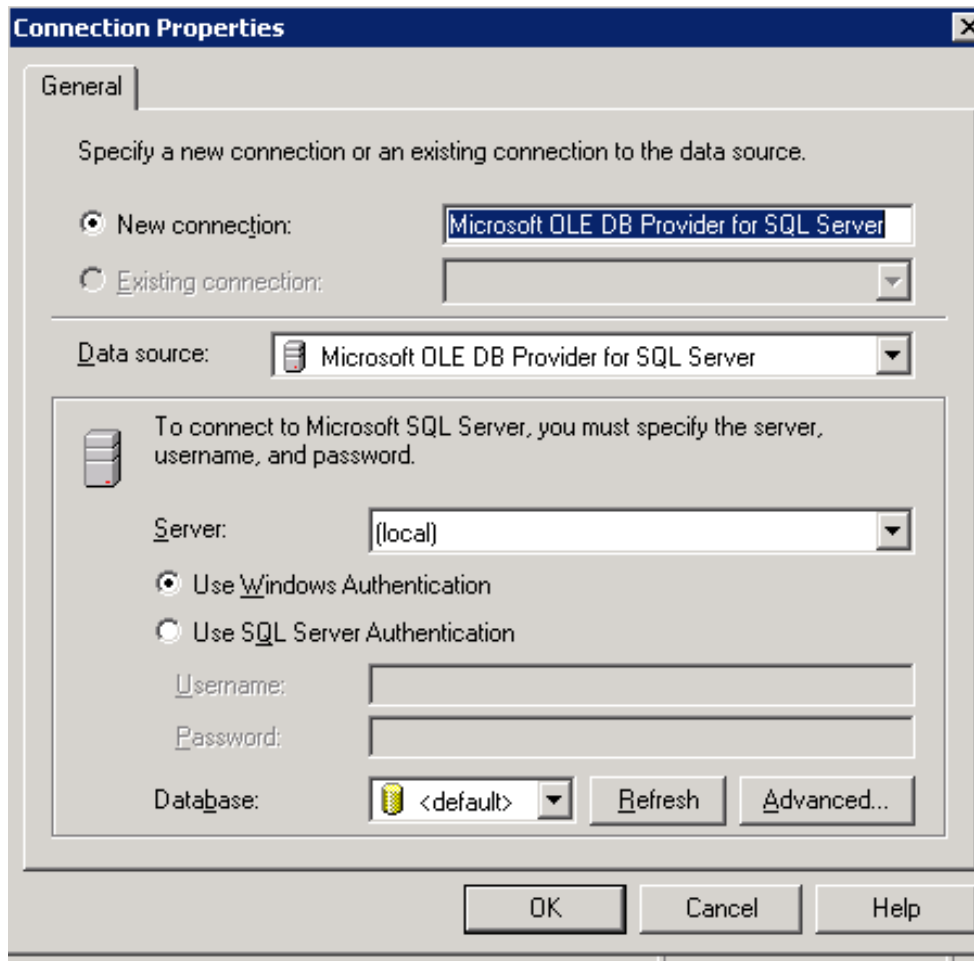 Connection Properties
General
Specify a new connection or an existing connection to the data source.
New connection: Microsoft OLE DB Provider for SQL Server
Existing connection:
Data source: Microsoft OLE DB Provider for SQL Server
To connect to Microsoft SQL Server, you must specify the server,
username, and password.
Server: (local)
Use Windows Authentication
Use SQL Server Authentication
Username:
Password:
Database: <default> Refresh Advanced...
OK Cancel Help